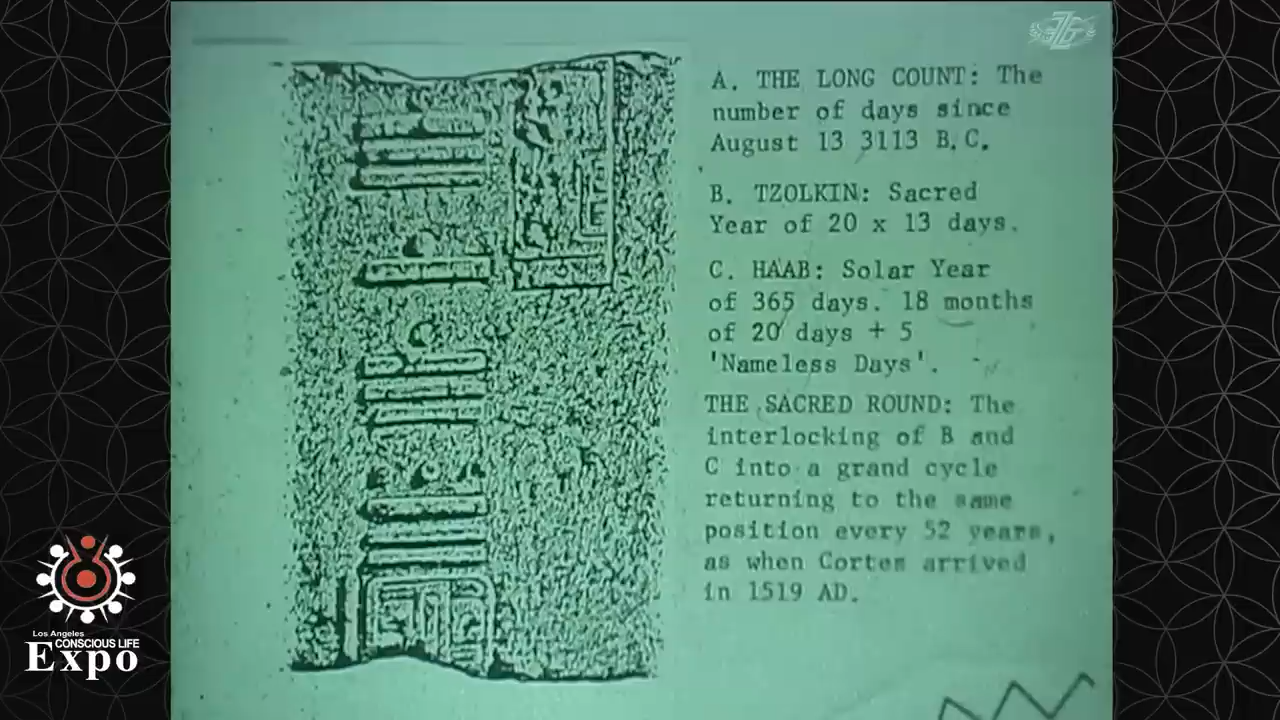 A. THE LONG COUNT: The
number of days since
August 13 3113 B.C.
B. TZOLKIN: Sacred
Year of 20 x 13 days.
C. HAAB: Solar Year
of 365 days. 18 months
of 20 days + 5
'Nameless Days'.
THE SACRED ROUND: The
interlocking of B and
C into a grand cycle
returning to the same
position every 52 years,
as when Cortes arrived
in 1519 AD.
Los Angeles
CONSCIOUS LIFE
Expo